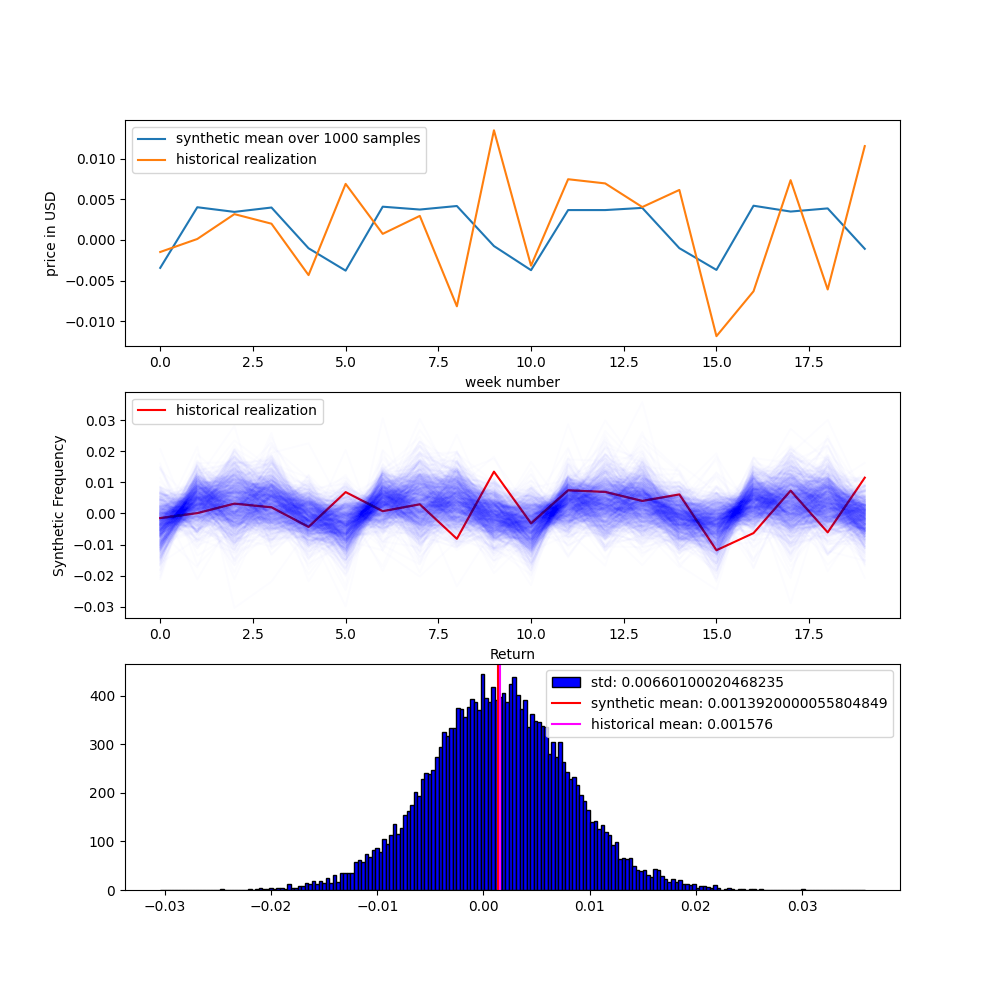 synthetic mean over 1000 samples
historical realization
price in USD
0.010
0.005
0.000
−0.005
−0.010
0.0 2.5 5.0 7.5 10.0 12.5 15.0 17.5
week number
historical realization
Synthetic Frequency
0.03
0.02
0.01
0.00
−0.01
−0.02
−0.03
0.0 2.5 5.0 7.5 10.0 12.5 15.0 17.5
Return
std: 0.00660100020468235
synthetic mean: 0.0013920000055804849
historical mean: 0.001576
400
300
200
100
0
−0.03 −0.02 −0.01 0.00 0.01 0.02 0.03